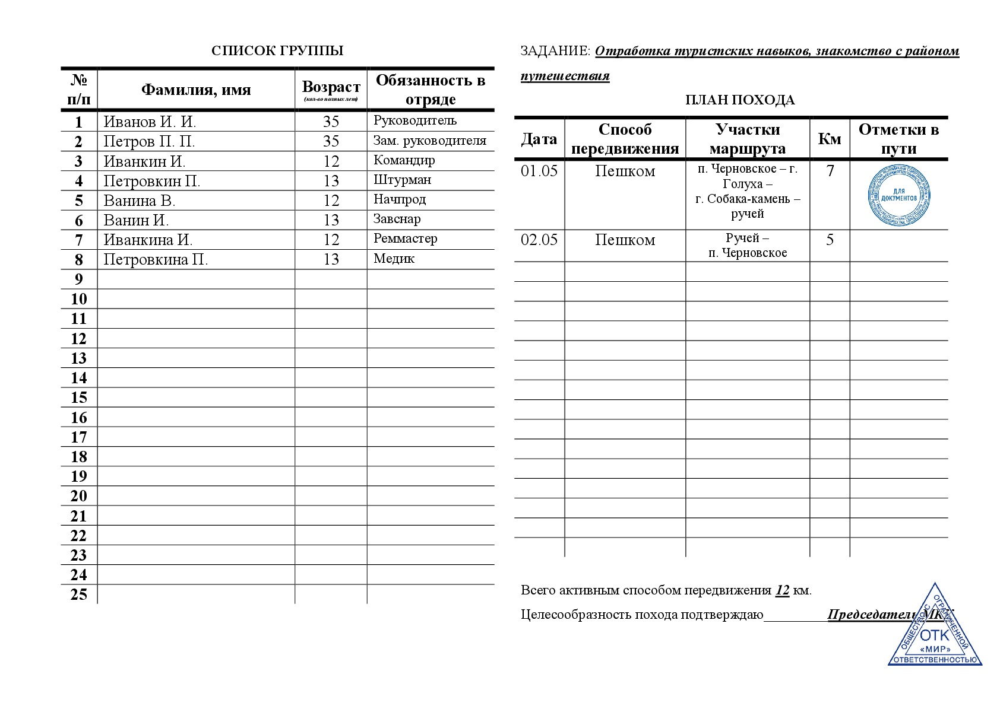 СПИСОК ГРУППЫ
№ п/п Фамилия, имя Возраст (кол-во полных лет) Обязанность в отряде
1 Иванов И. И. 35 Руководитель
2 Петров П. П. 35 Зам. руководителя
3 Иванкин И. 12 Командир
4 Петровкин П. 13 Штурман
5 Ванина В. 12 Начпрод
6 Ванин И. 13 Завснар
7 Иванкина И. 12 Реммастер
8 Петровкина П. 13 Медик
9
10
11
12
13
14
15
16
17
18
19
20
21
22
23
24
25
ЗАДАНИЕ: Отработка туристских навыков, знакомство с районом
путешествия
ПЛАН ПОХОДА
Дата Способ передвижения Участки маршрута Км Отметки в пути
01.05 Пешком п. Черновское – г. 7
Голуха –
г. Собака-камень –
ручей
ДЛЯ
ДОКУМЕНТОВ
02.05 Пешком Ручей – 5
п. Черновское
Всего активным способом передвижения 12 км.
Целесообразность похода подтверждаю_________Председатель МКК
ОБЩЕСТВО С ОГРАНИЧЕННОЙ
ОТК
«МИР»
ОТВЕТСТВЕННОСТЬЮ